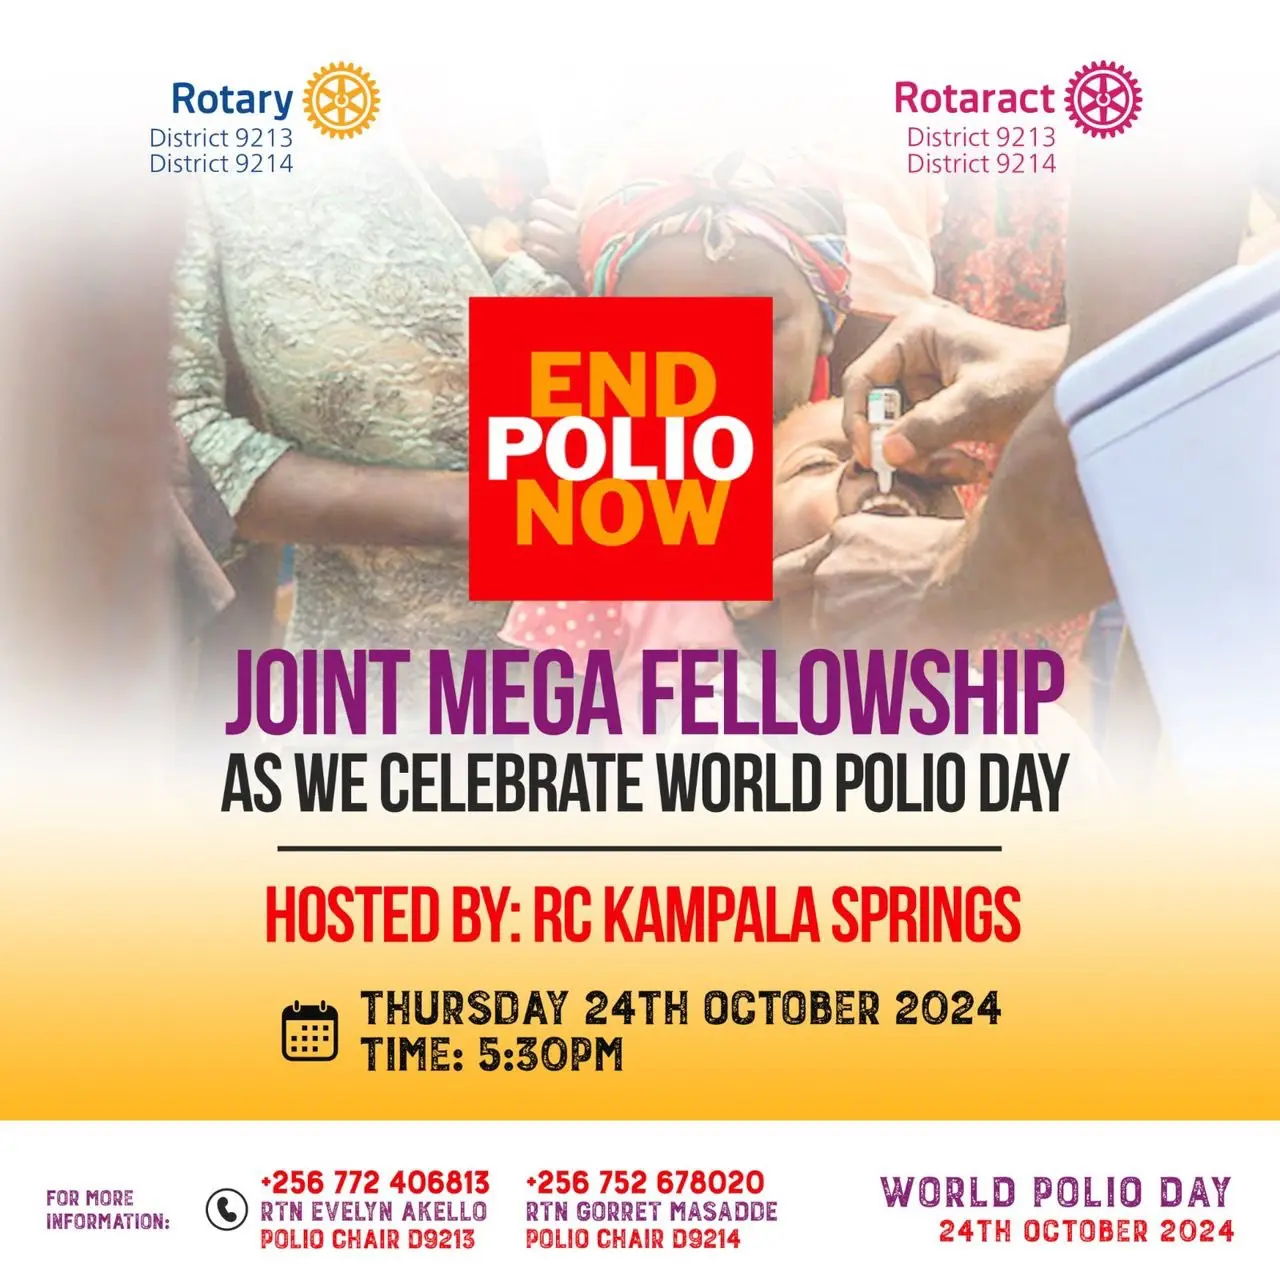 Rotary
District 9213
District 9214
Rotaract
District 9213
District 9214
END
POLIO
NOW
JOINT MEGA FELLOWSHIP
AS WE CELEBRATE WORLD POLIO DAY
HOSTED BY: RC KAMPALA SPRINGS
THURSDAY 24TH OCTOBER 2024
TIME: 5:30PM
FOR MORE
INFORMATION:
+256 772 406813
RTN EVELYN AKELLO
POLIO CHAIR D9213
+256 752 678020
RTN GORRET MASADDE
POLIO CHAIR D9214
WORLD POLIO DAY
24TH OCTOBER 2024